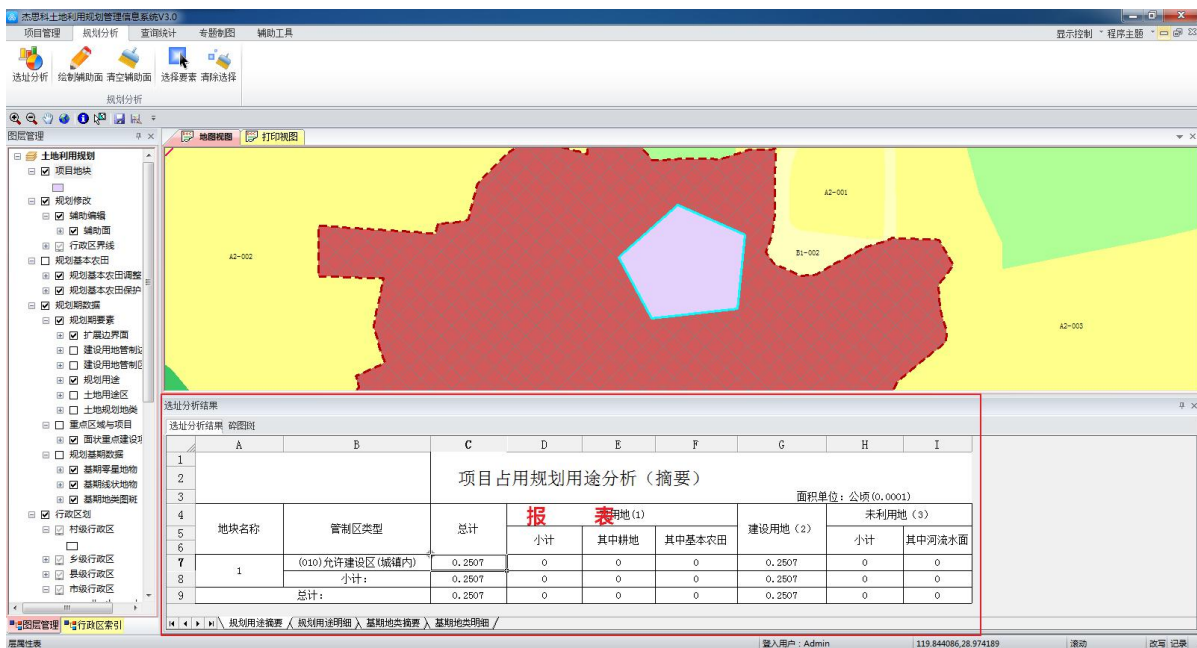 杰思科土地利用规划管理信息系统V3.0
项目管理 规划分析 查询统计 专题制图 辅助工具 显示控制 程序主题
选址分析 绘制辅助面 清空辅助面 选择要素 清除选择
规划分析
图层管理 地图视图 打印视图
土地利用规划
项目地块
规划修改
辅助编辑
辅助面
行政区界线
规划基本农田
规划基本农田调整
规划基本农田保护
规划期数据
规划期要素
扩展边界面
建设用地管制边
建设用地管制区
规划用途
土地用途区
土地规划地类
重点区域与项目
面状重点建设项
规划基期数据
基期零星地物
基期线状地物
基期地类图斑
行政区划
村级行政区
乡级行政区
县级行政区
市级行政区
图层管理 行政区索引
A2-001
A2-002
B1-002
A2-003
选址分析结果
选址分析结果 碎图斑
A B C D E F G H I
1
2 项目占用规划用途分析（摘要）
3 面积单位：公顷(0.0001)
4 地块名称 管制区类型 总计 报 表 用地(1) 建设用地（2） 未利用地（3）
5 小计 其中耕地 其中基本农田 小计 其中河流水面
6
7 1 (010)允许建设区(城镇内) 0.2507 0 0 0 0.2507 0 0
8 小计： 0.2507 0 0 0 0.2507 0 0
9 总计： 0.2507 0 0 0 0.2507 0 0
规划用途摘要 规划用途明细 基期地类摘要 基期地类明细
层属性表 登入用户：Admin 119.844086,28.974189 滚动 改写 记录